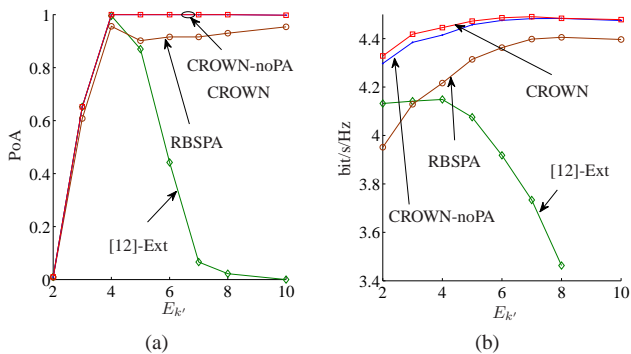 1
0.8
0.6
0.4
0.2
0
PoA
2
4
6
8
10
E_{k'}
CROWN-noPA
CROWN
RBSPA
[12]-Ext
(a)
4.4
4.2
4
3.8
3.6
3.4
bit/s/Hz
2
4
6
8
10
E_{k'}
CROWN
RBSPA
[12]-Ext
CROWN-noPA
(b)